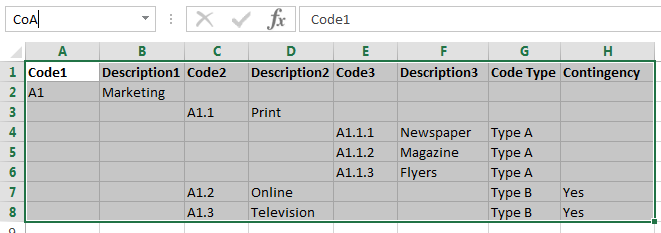 CoA fx Code1
A B C D E F G H
1 Code1 Description1 Code2 Description2 Code3 Description3 Code Type Contingency
2 A1 Marketing
3 A1.1 Print
4 A1.1.1 Newspaper Type A
5 A1.1.2 Magazine Type A
6 A1.1.3 Flyers Type A
7 A1.2 Online Type B Yes
8 A1.3 Television Type B Yes